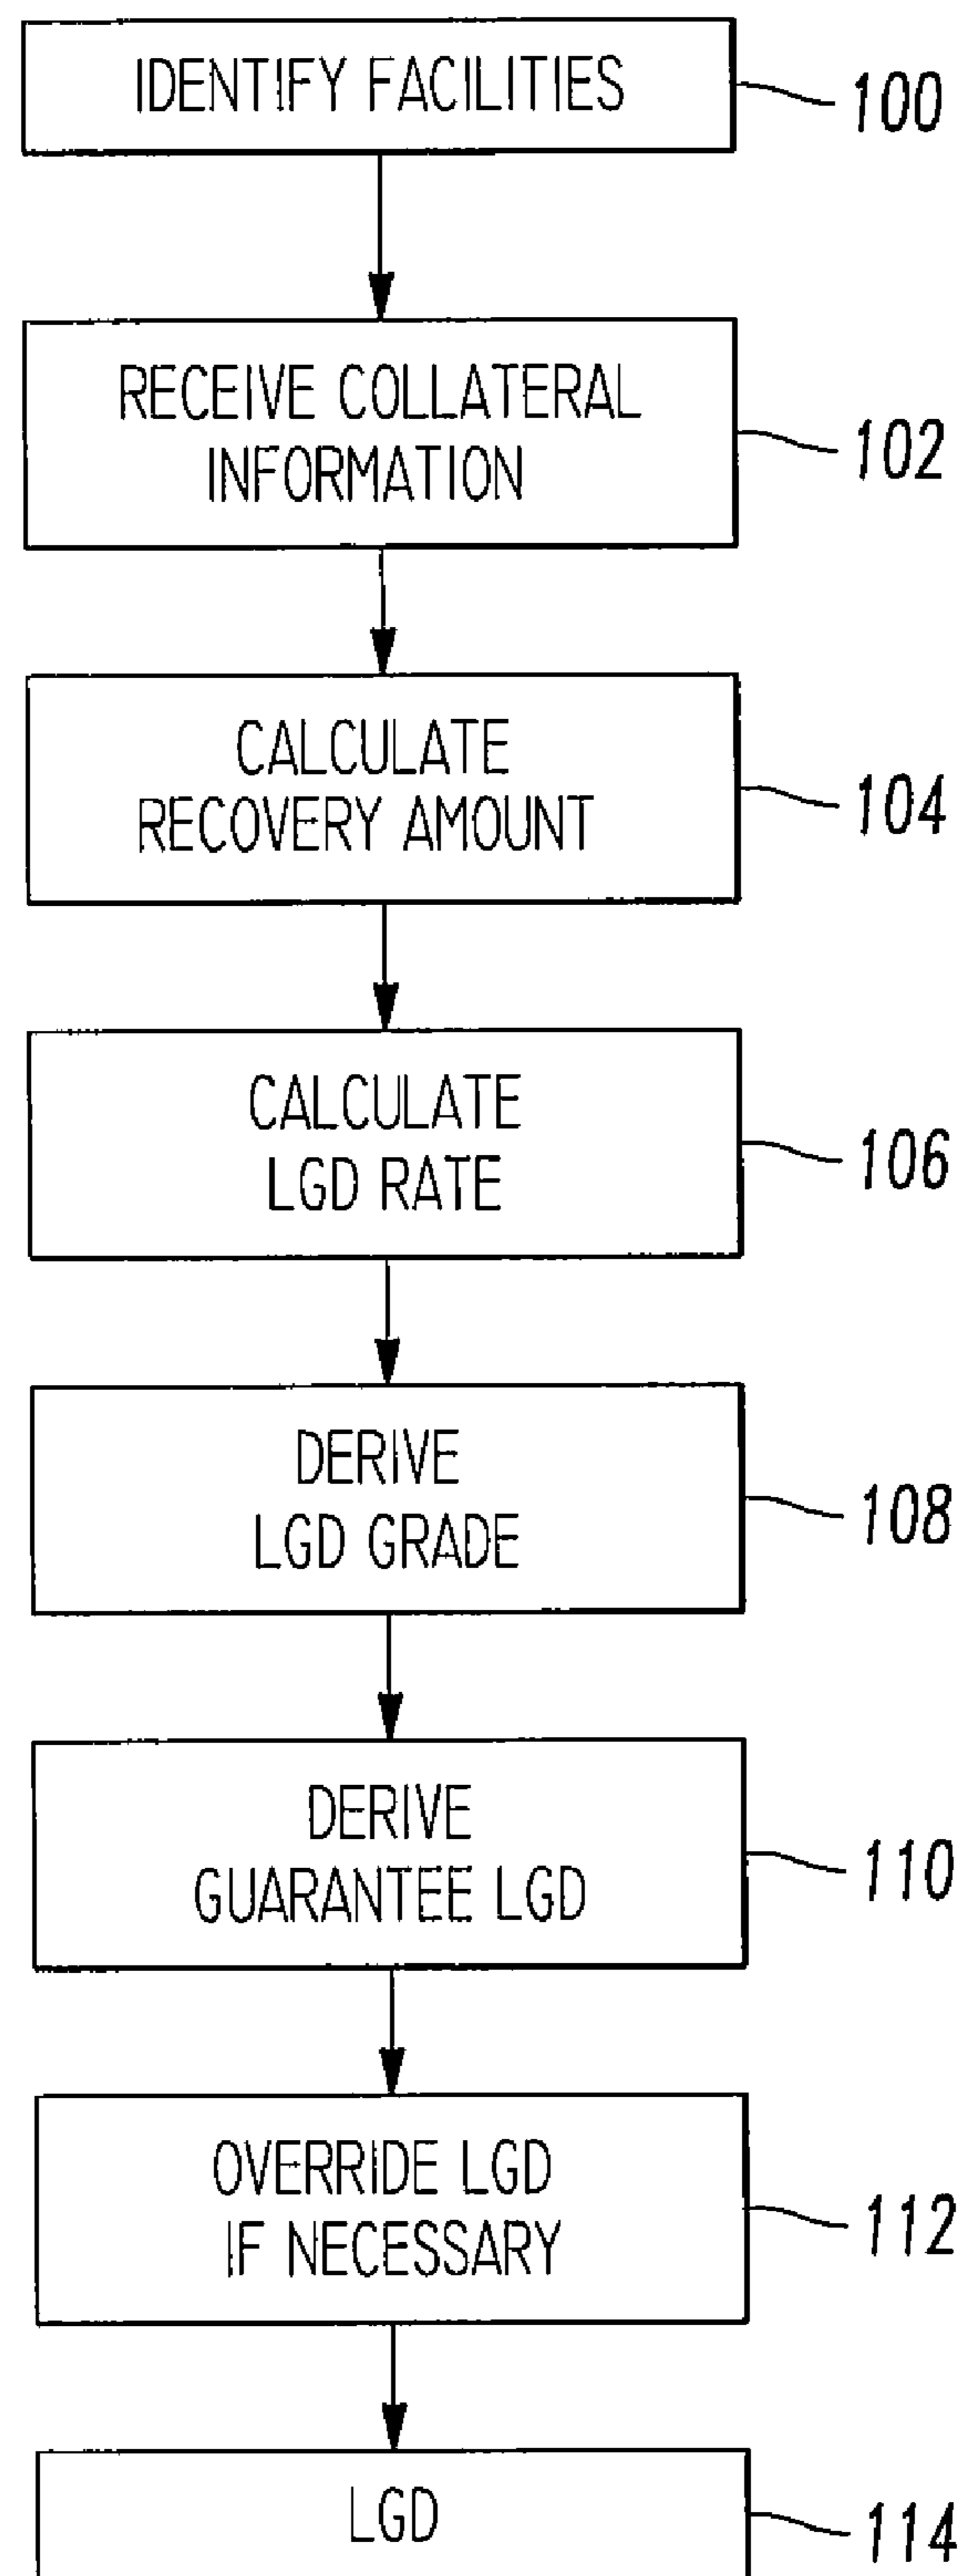 IDENTIFY FACILITIES
100
RECEIVE COLLATERAL
INFORMATION
102
CALCULATE
RECOVERY AMOUNT
104
CALCULATE
LGD RATE
106
DERIVE
LGD GRADE
108
DERIVE
GUARANTEE LGD
110
OVERRIDE LGD
IF NECESSARY
112
LGD
114